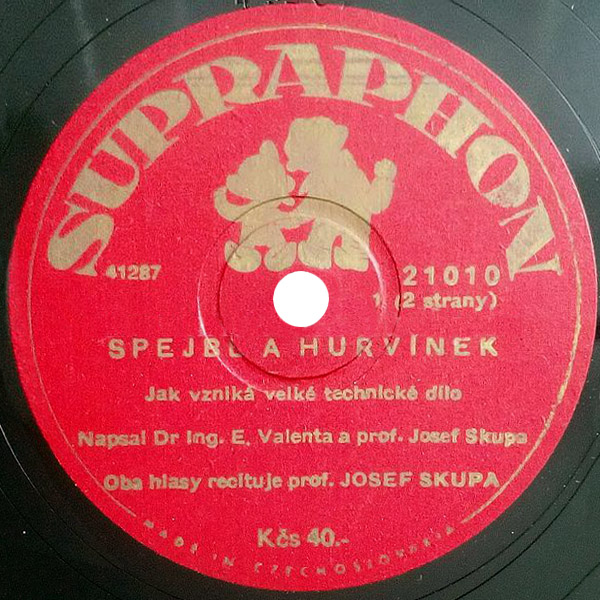 SUPRAPHON
41287
21010
1. (2 strany)
SPEJBL A HURVÍNEK
Jak vzniká velké technické dílo
Napsal Dr Ing. E. Valenta a prof. Josef Skupa
Oba hlasy recituje prof. JOSEF SKUPA
Kčs 40.-
MADE IN CZECHOSLOVAKIA